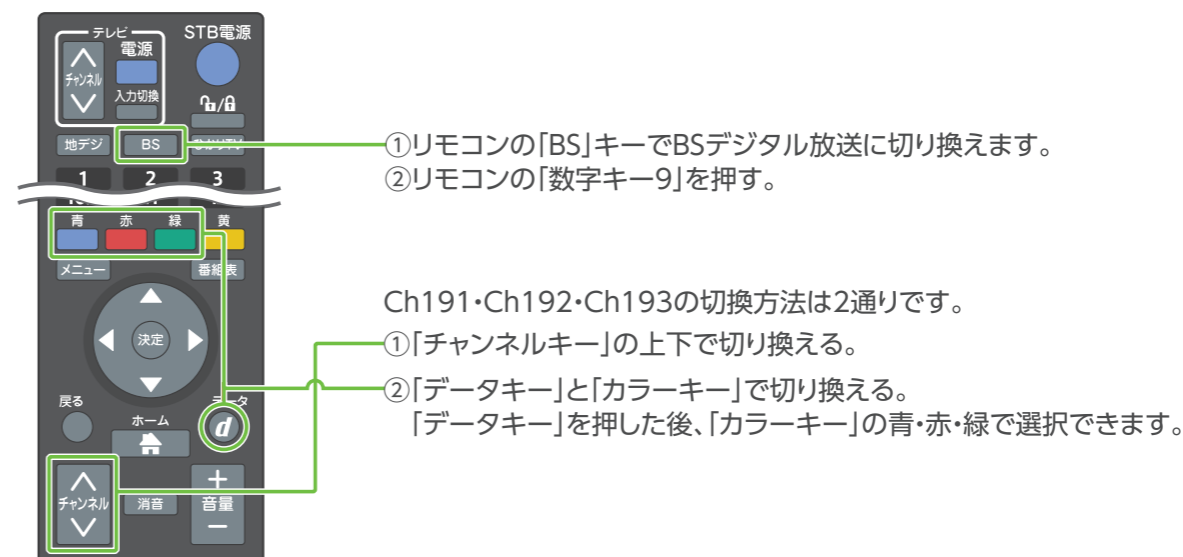 テレビ
STB電源
電源
チャンネル
入力切換
地デジ
BS
1
2
3
青
赤
緑
黄
メニュー
番組表
決定
戻る
データ
ホーム
d
チャンネル
消音
+
音量
−
①リモコンの「BS」キーでBSデジタル放送に切り換えます。
②リモコンの「数字キー9」を押す。
Ch191・Ch192・Ch193の切換方法は2通りです。
①「チャンネルキー」の上下で切り換える。
②「データキー」と「カラーキー」で切り換える。
「データキー」を押した後、「カラーキー」の青・赤・緑で選択できます。